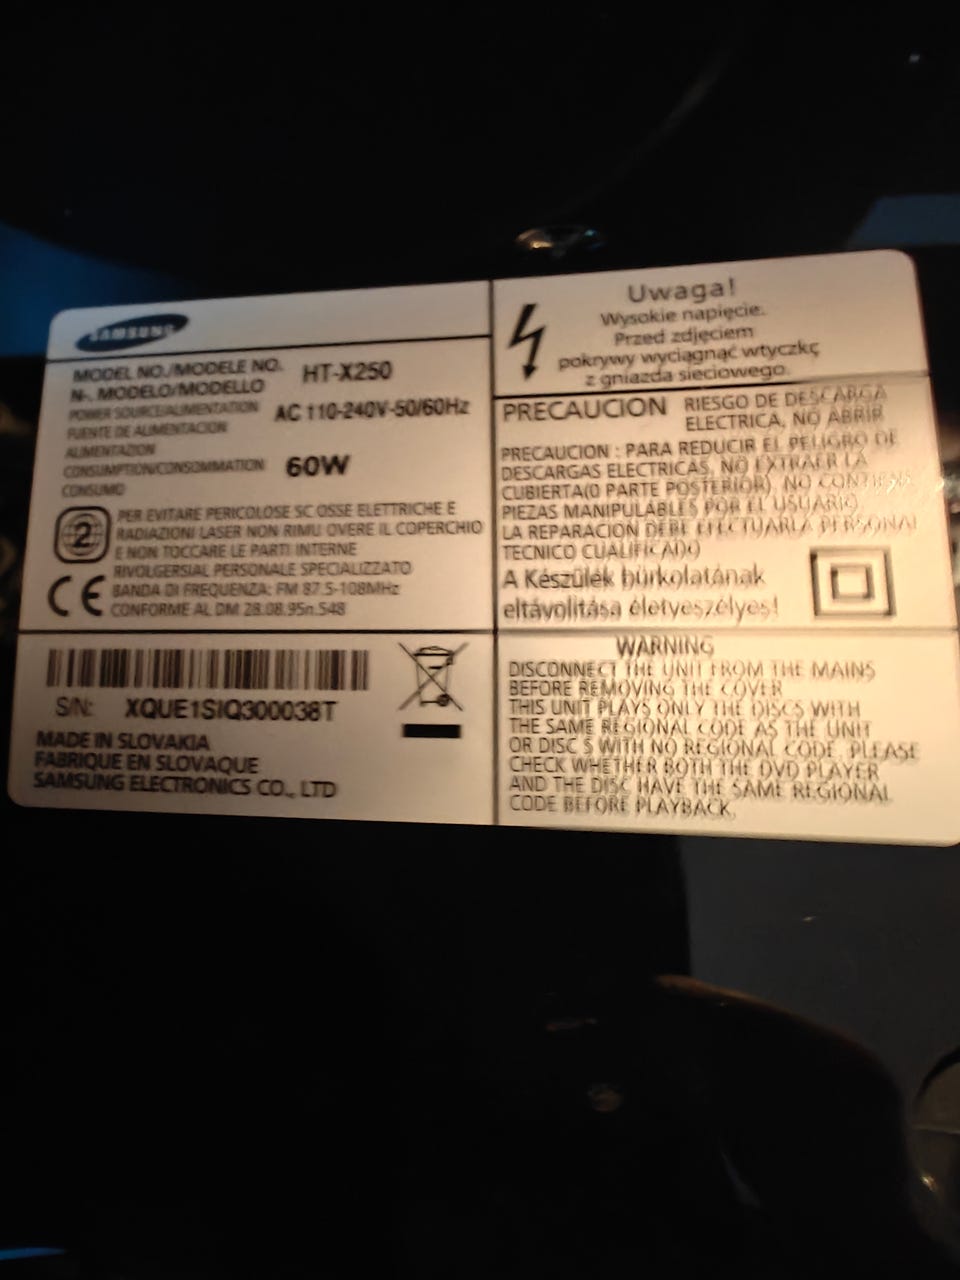 SAMSUNG
MODEL NO./MODELE NO.
N-. MODELO/MODELLO
HT-X250
POWER SOURCE/ALIMENTATION
FUENTE DE ALIMENTACION
ALIMENTAZION
AC 110-240V-50/60Hz
CONSUMPTION/CONSOMMATION
CONSUMO
60W
2
PER EVITARE PERICOLOSE SC OSSE ELETTRICHE E
RADIAZIONI LASER NON RIMU OVERE IL COPERCHIO
E NON TOCCARE LE PARTI INTERNE
RIVOLGERSIAL PERSONALE SPECIALIZZATO
BANDA DI FREQUENZA: FM 87.5-108MHz
CONFORME AL DM 28.08.95n.548
CE
S/N: XQUE1SIQ300038T
MADE IN SLOVAKIA
FABRIQUE EN SLOVAQUE
SAMSUNG ELECTRONICS CO., LTD
Uwaga!
Wysokie napięcie.
Przed zdjęciem
pokrywy wyciągnąć wtyczkę
z gniazda sieciowego.
PRECAUCION RIESGO DE DESCARGA
ELECTRICA, NO ABRIR
PRECAUCION : PARA REDUCIR EL PELIGRO DE
DESCARGAS ELECTRICAS, NO EXTRAER LA
CUBIERTA(O PARTE POSTERIOR). NO CONTIENE
PIEZAS MANIPULABLES POR EL USUARIO.
LA REPARACION DEBE EFECTUARLA PERSONAL
TECNICO CUALIFICADO
A Készülék bürkolatának
eltávolitása életveszélyes!
WARNING
DISCONNECT THE UNIT FROM THE MAINS
BEFORE REMOVING THE COVER
THIS UNIT PLAYS ONLY THE DISCS WITH
THE SAME REGIONAL CODE AS THE UNIT
OR DISC S WITH NO REGIONAL CODE. PLEASE
CHECK WHETHER BOTH THE DVD PLAYER
AND THE DISC HAVE THE SAME REGIONAL
CODE BEFORE PLAYBACK.